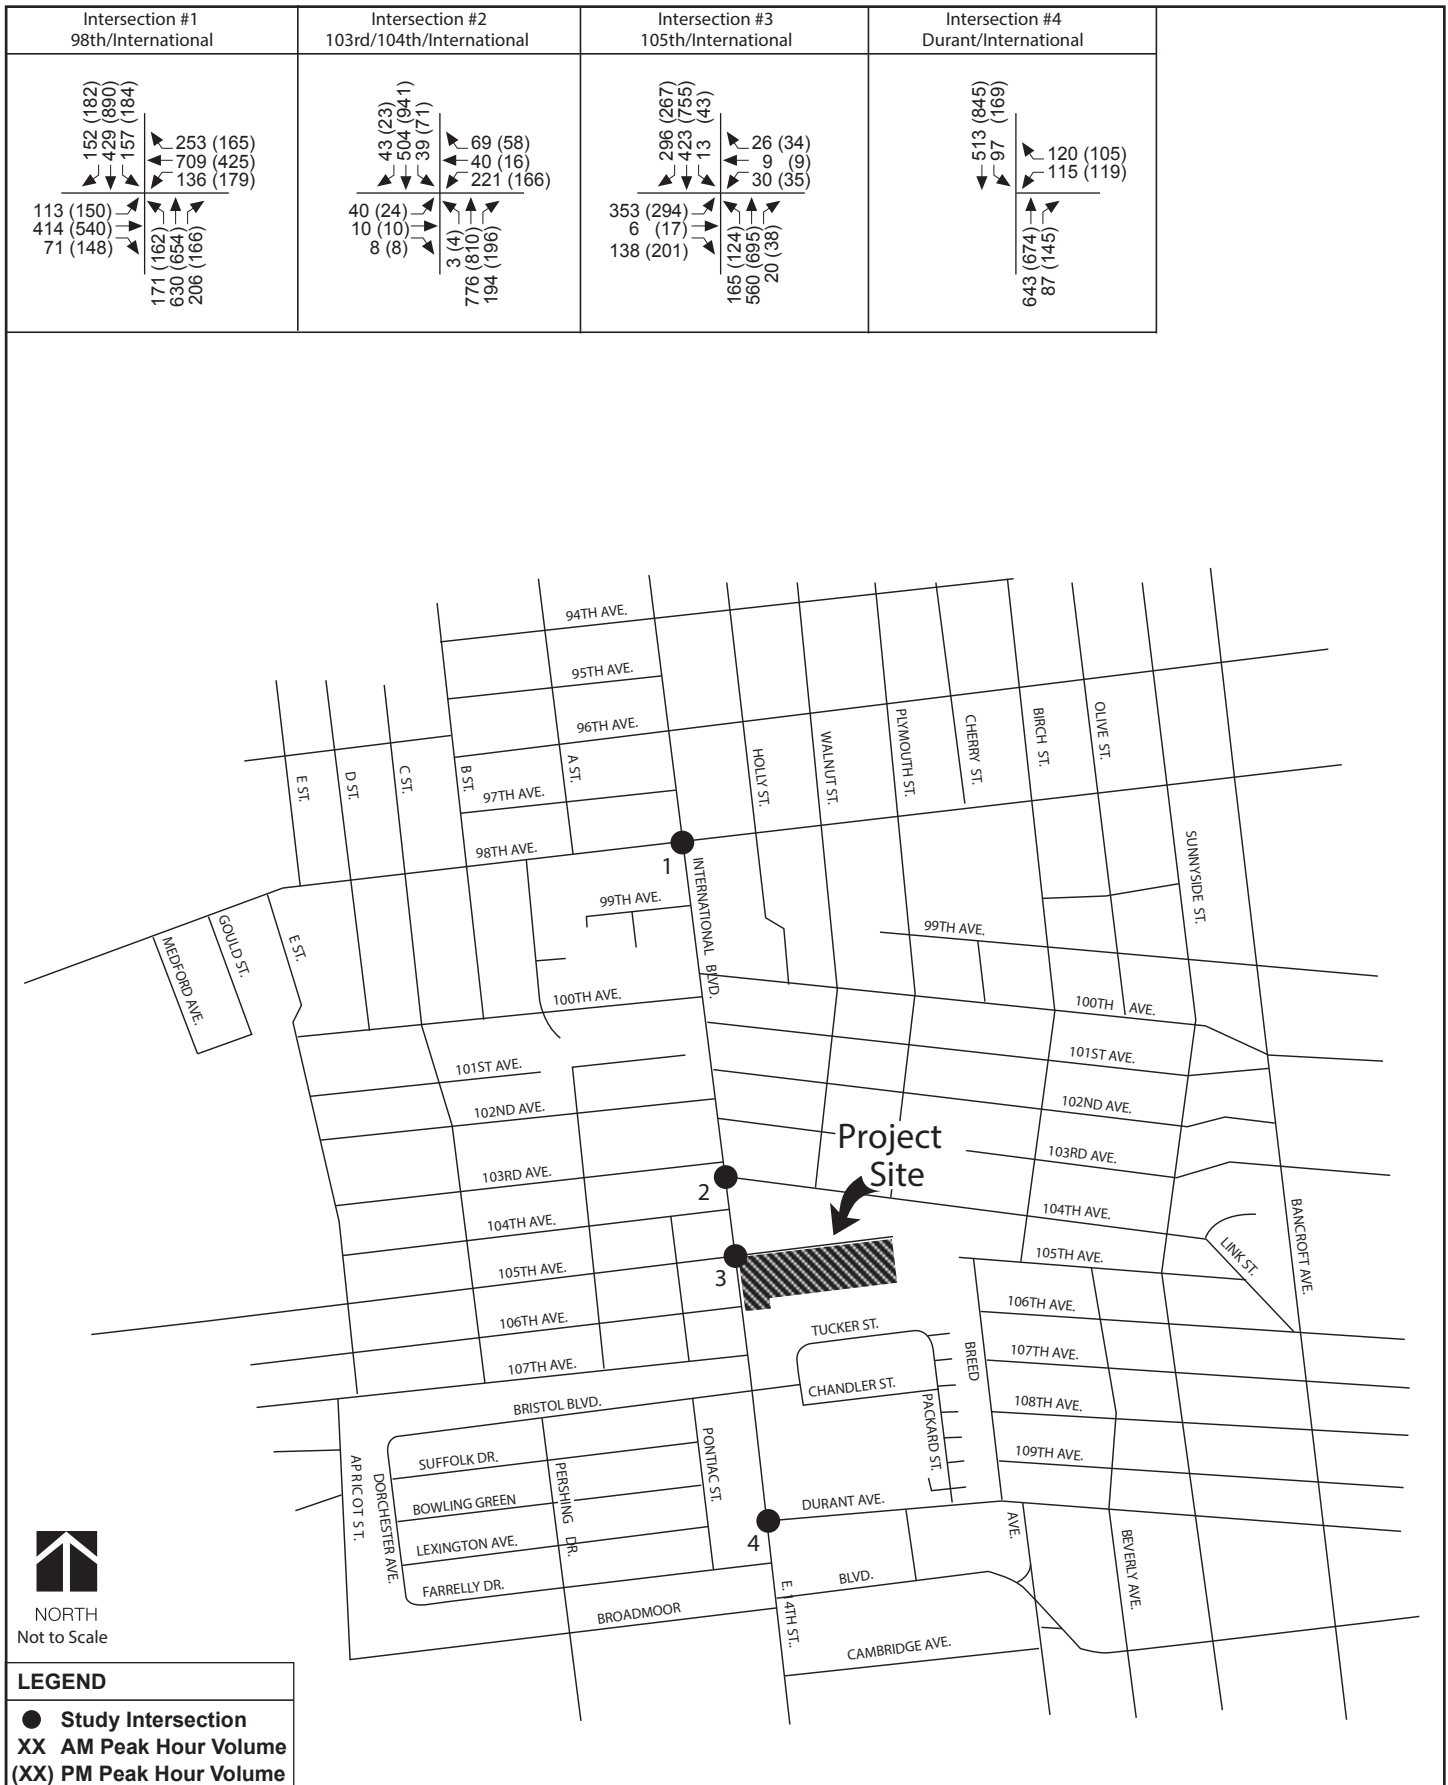 Intersection #1
98th/International
Intersection #2
103rd/104th/International
Intersection #3
105th/International
Intersection #4
Durant/International
152 (182)
429 (890)
157 (184)
253 (165)
709 (425)
136 (179)
113 (150)
414 (540)
71 (148)
171 (162)
630 (654)
206 (166)
43 (23)
504 (941)
39 (71)
69 (58)
40 (16)
221 (166)
40 (24)
10 (10)
8 (8)
3 (4)
776 (810)
194 (196)
296 (267)
423 (755)
13 (43)
26 (34)
9 (9)
30 (35)
353 (294)
6 (17)
138 (201)
165 (124)
560 (695)
20 (38)
513 (845)
97 (169)
120 (105)
115 (119)
643 (674)
87 (145)
94TH AVE.
95TH AVE.
96TH AVE.
97TH AVE.
98TH AVE.
E ST.
D ST.
C ST.
B ST.
A ST.
HOLLY ST.
WALNUT ST.
PLYMOUTH ST.
CHERRY ST.
BIRCH ST.
OLIVE ST.
SUNNYSIDE ST.
1
INTERNATIONAL BLVD.
99TH AVE.
99TH AVE.
MEDFORD AVE.
GOULD ST.
E ST.
100TH AVE.
100TH AVE.
101ST AVE.
101ST AVE.
102ND AVE.
102ND AVE.
Project
Site
103RD AVE.
103RD AVE.
2
104TH AVE.
104TH AVE.
105TH AVE.
105TH AVE.
3
LINK ST.
BANCROFT AVE.
106TH AVE.
106TH AVE.
TUCKER ST.
107TH AVE.
107TH AVE.
BREED
CHANDLER ST.
PACKARD ST.
BRISTOL BLVD.
108TH AVE.
109TH AVE.
APRICOT ST.
DORCHESTER AVE.
SUFFOLK DR.
BOWLING GREEN
LEXINGTON AVE.
FARRELLY DR.
PERSHING DR.
PONTIAC ST.
DURANT AVE.
4
AVE.
BEVERLY AVE.
E. 14TH ST..
BLVD.
BROADMOOR
CAMBRIDGE AVE.
NORTH
Not to Scale
LEGEND
Study Intersection
XX AM Peak Hour Volume
(XX) PM Peak Hour Volume